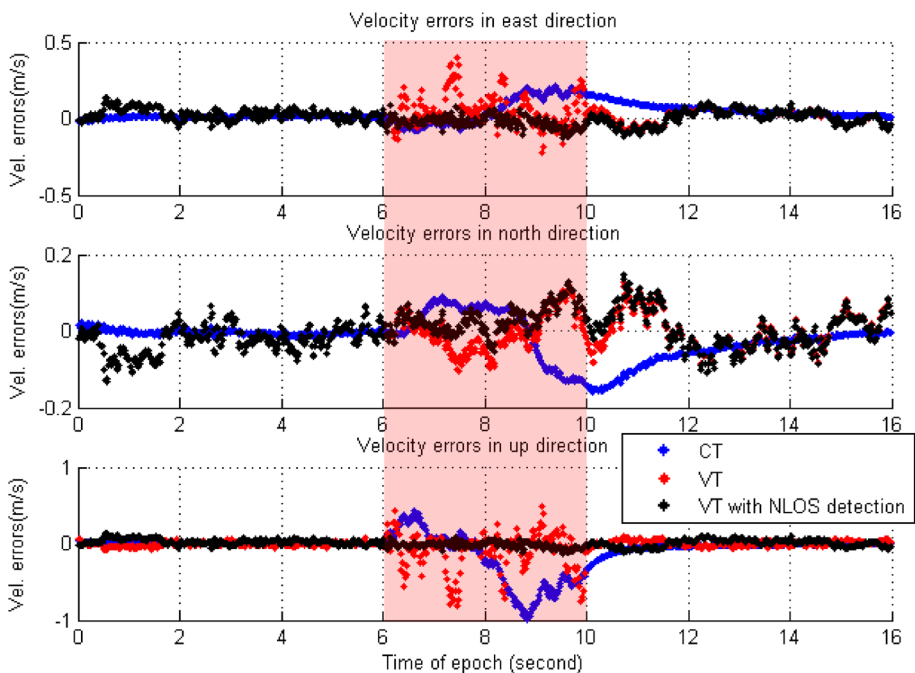 Velocity errors in east direction
Vel. errors(m/s)
0.5
0
-0.5
0 2 4 6 8 10 12 14 16
Velocity errors in north direction
Vel. errors(m/s)
0.2
0
-0.2
0 2 4 6 8 10 12 14 16
Velocity errors in up direction
Vel. errors(m/s)
1
0
-1
0 2 4 6 8 10 12 14 16
CT
VT
VT with NLOS detection
Time of epoch (second)